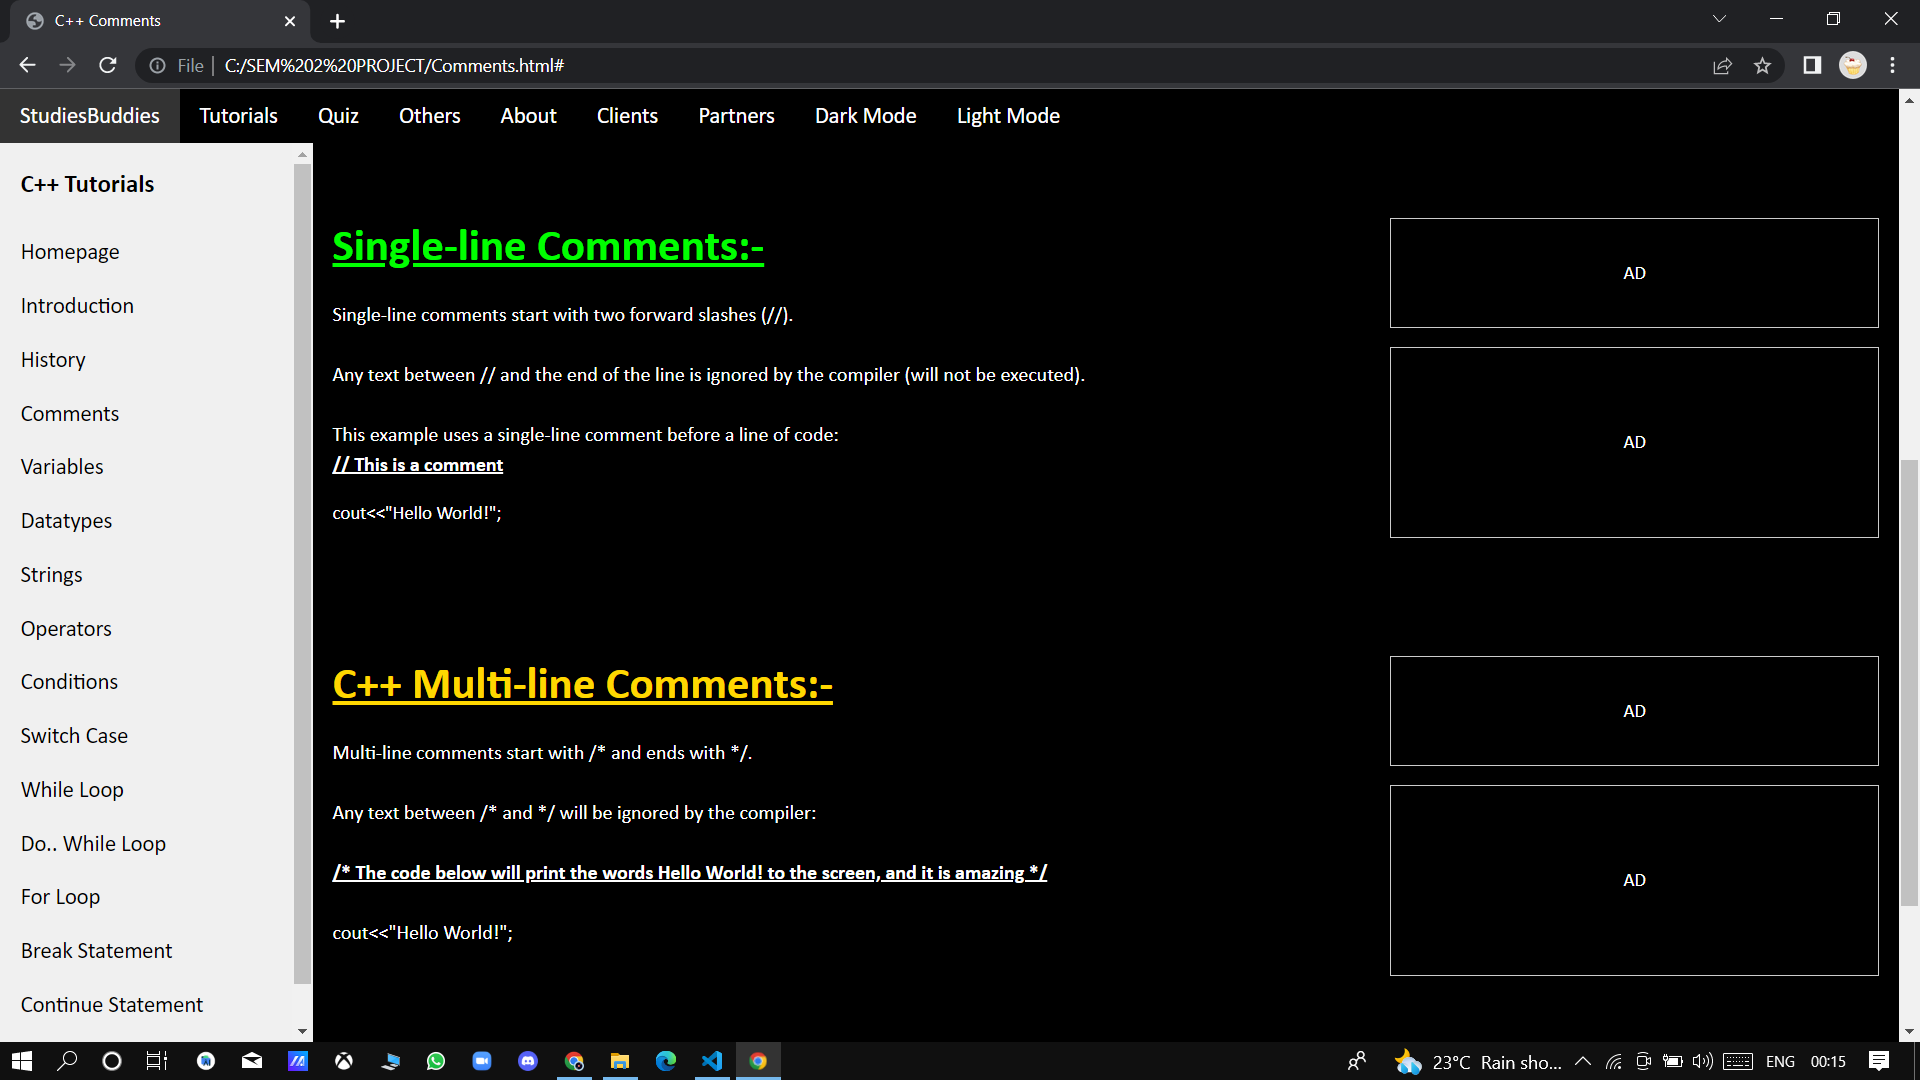 C++ Comments
File | C:/SEM%202%20PROJECT/Comments.html#
StudiesBuddies Tutorials Quiz Others About Clients Partners Dark Mode Light Mode
C++ Tutorials
Homepage
Introduction
History
Comments
Variables
Datatypes
Strings
Operators
Conditions
Switch Case
While Loop
Do.. While Loop
For Loop
Break Statement
Continue Statement
Single-line Comments:-
Single-line comments start with two forward slashes (//).
Any text between // and the end of the line is ignored by the compiler (will not be executed).
This example uses a single-line comment before a line of code:
// This is a comment
cout<<"Hello World!";
AD
AD
C++ Multi-line Comments:-
Multi-line comments start with /* and ends with */.
Any text between /* and */ will be ignored by the compiler:
/* The code below will print the words Hello World! to the screen, and it is amazing */
cout<<"Hello World!";
AD
AD
23°C Rain sho... ENG 00:15